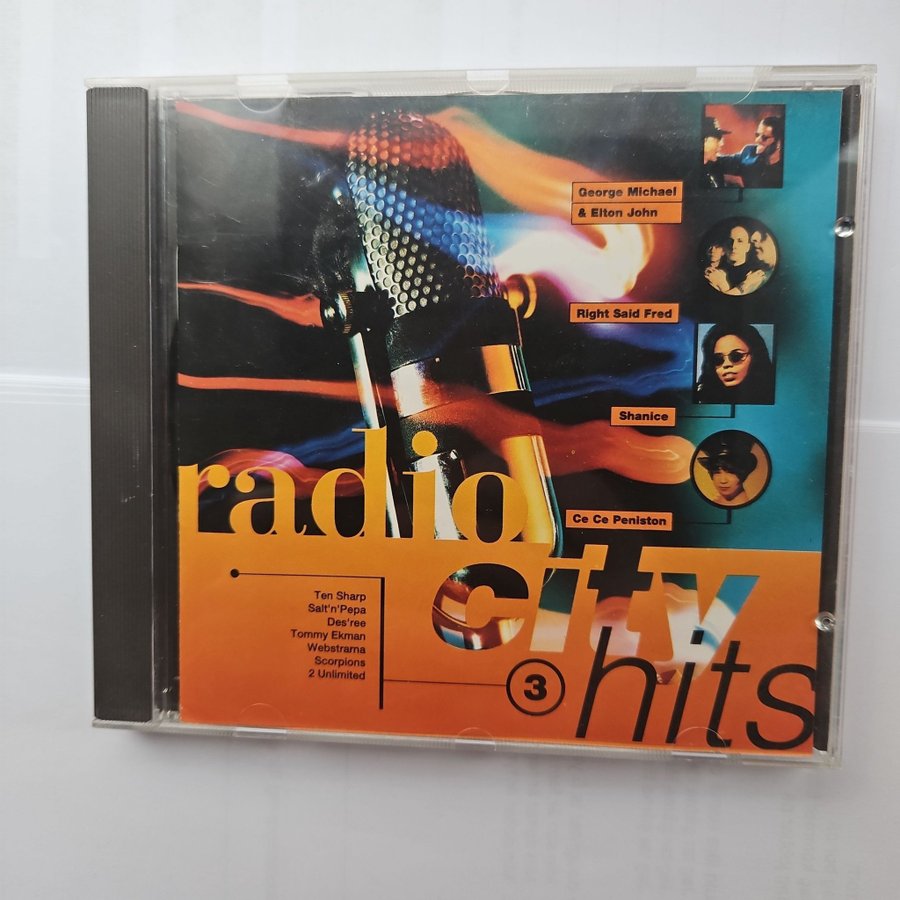 George Michael
& Elton John
Right Said Fred
Shanice
Ce Ce Peniston
radio
city
hits
3
Ten Sharp
Salt'n'Pepa
Des'ree
Tommy Ekman
Webstrarna
Scorpions
2 Unlimited